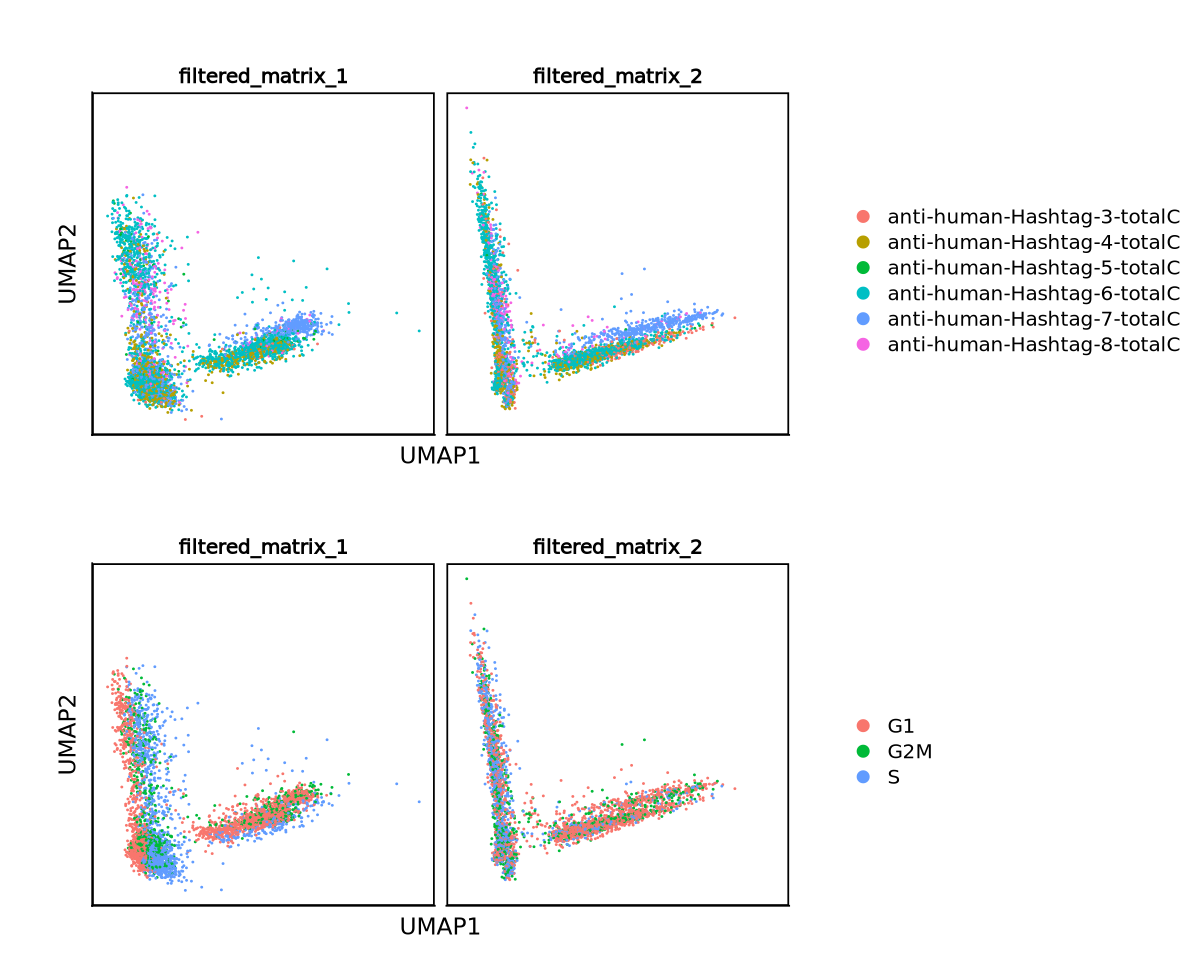 filtered_matrix_1
filtered_matrix_2
UMAP2
UMAP1
anti-human-Hashtag-3-totalC
anti-human-Hashtag-4-totalC
anti-human-Hashtag-5-totalC
anti-human-Hashtag-6-totalC
anti-human-Hashtag-7-totalC
anti-human-Hashtag-8-totalC
filtered_matrix_1
filtered_matrix_2
UMAP2
UMAP1
G1
G2M
S